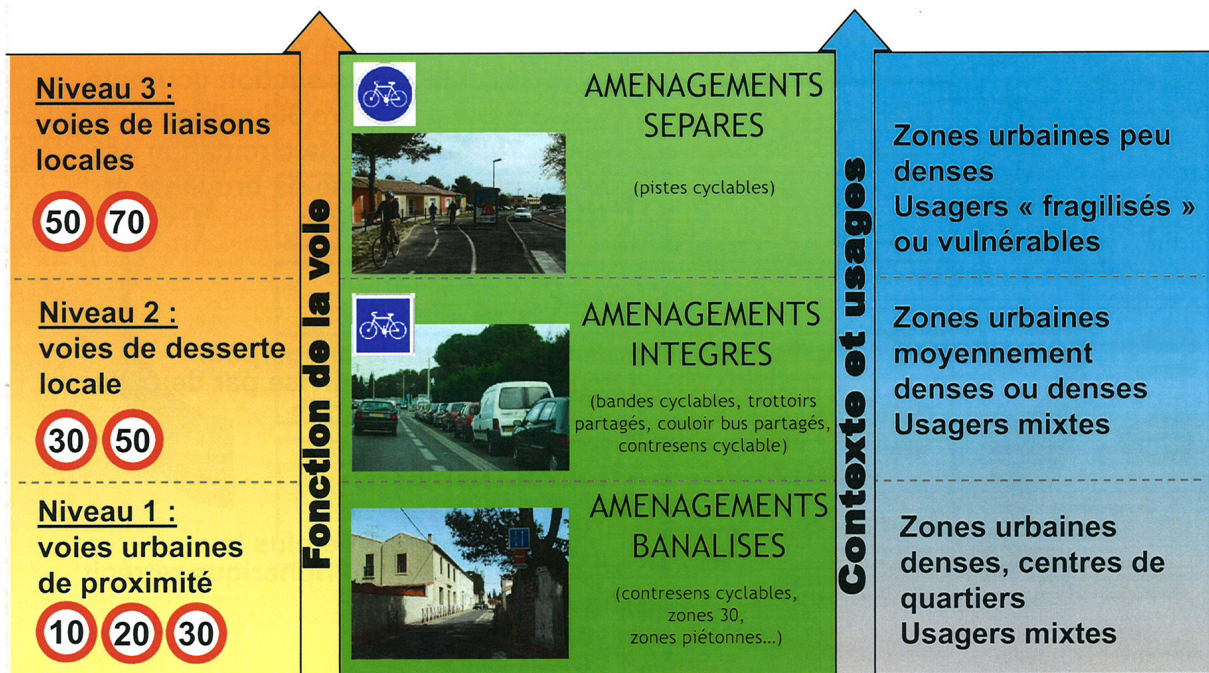 Niveau 3 :
voies de liaisons
locales
50 70
Niveau 2 :
voies de desserte
locale
30 50
Niveau 1 :
voies urbaines
de proximité
10 20 30
Fonction de la voie
AMENAGEMENTS
SEPARES
(pistes cyclables)
AMENAGEMENTS
INTEGRES
(bandes cyclables, trottoirs
partagés, couloir bus partagés,
contresens cyclable)
AMENAGEMENTS
BANALISES
(contresens cyclables,
zones 30,
zones piétonnes...)
Contexte et usages
Zones urbaines peu
denses
Usagers « fragilisés »
ou vulnérables
Zones urbaines
moyennement
denses ou denses
Usagers mixtes
Zones urbaines
denses, centres de
quartiers
Usagers mixtes